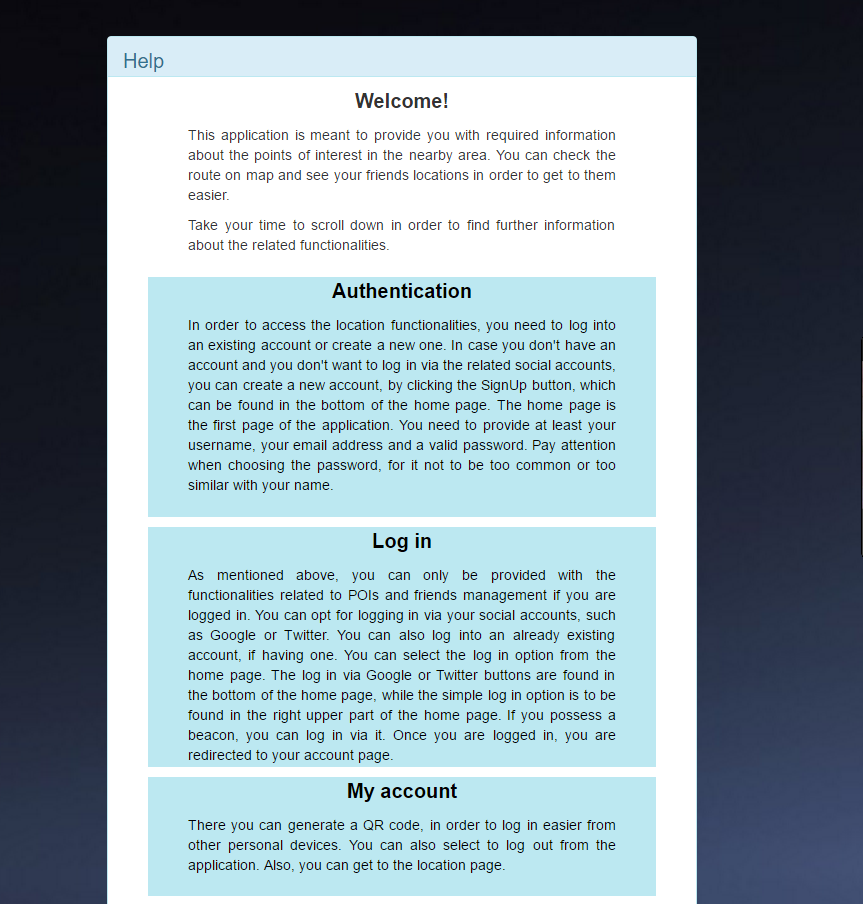 Help
Welcome!
This application is meant to provide you with required information
about the points of interest in the nearby area. You can check the
route on map and see your friends locations in order to get to them
easier.
Take your time to scroll down in order to find further information
about the related functionalities.
Authentication
In order to access the location functionalities, you need to log into
an existing account or create a new one. In case you don't have an
account and you don't want to log in via the related social accounts,
you can create a new account, by clicking the SignUp button, which
can be found in the bottom of the home page. The home page is
the first page of the application. You need to provide at least your
username, your email address and a valid password. Pay attention
when choosing the password, for it not to be too common or too
similar with your name.
Log in
As mentioned above, you can only be provided with the
functionalities related to POIs and friends management if you are
logged in. You can opt for logging in via your social accounts, such
as Google or Twitter. You can also log into an already existing
account, if having one. You can select the log in option from the
home page. The log in via Google or Twitter buttons are found in
the bottom of the home page, while the simple log in option is to be
found in the right upper part of the home page. If you possess a
beacon, you can log in via it. Once you are logged in, you are
redirected to your account page.
My account
There you can generate a QR code, in order to log in easier from
other personal devices. You can also select to log out from the
application. Also, you can get to the location page.